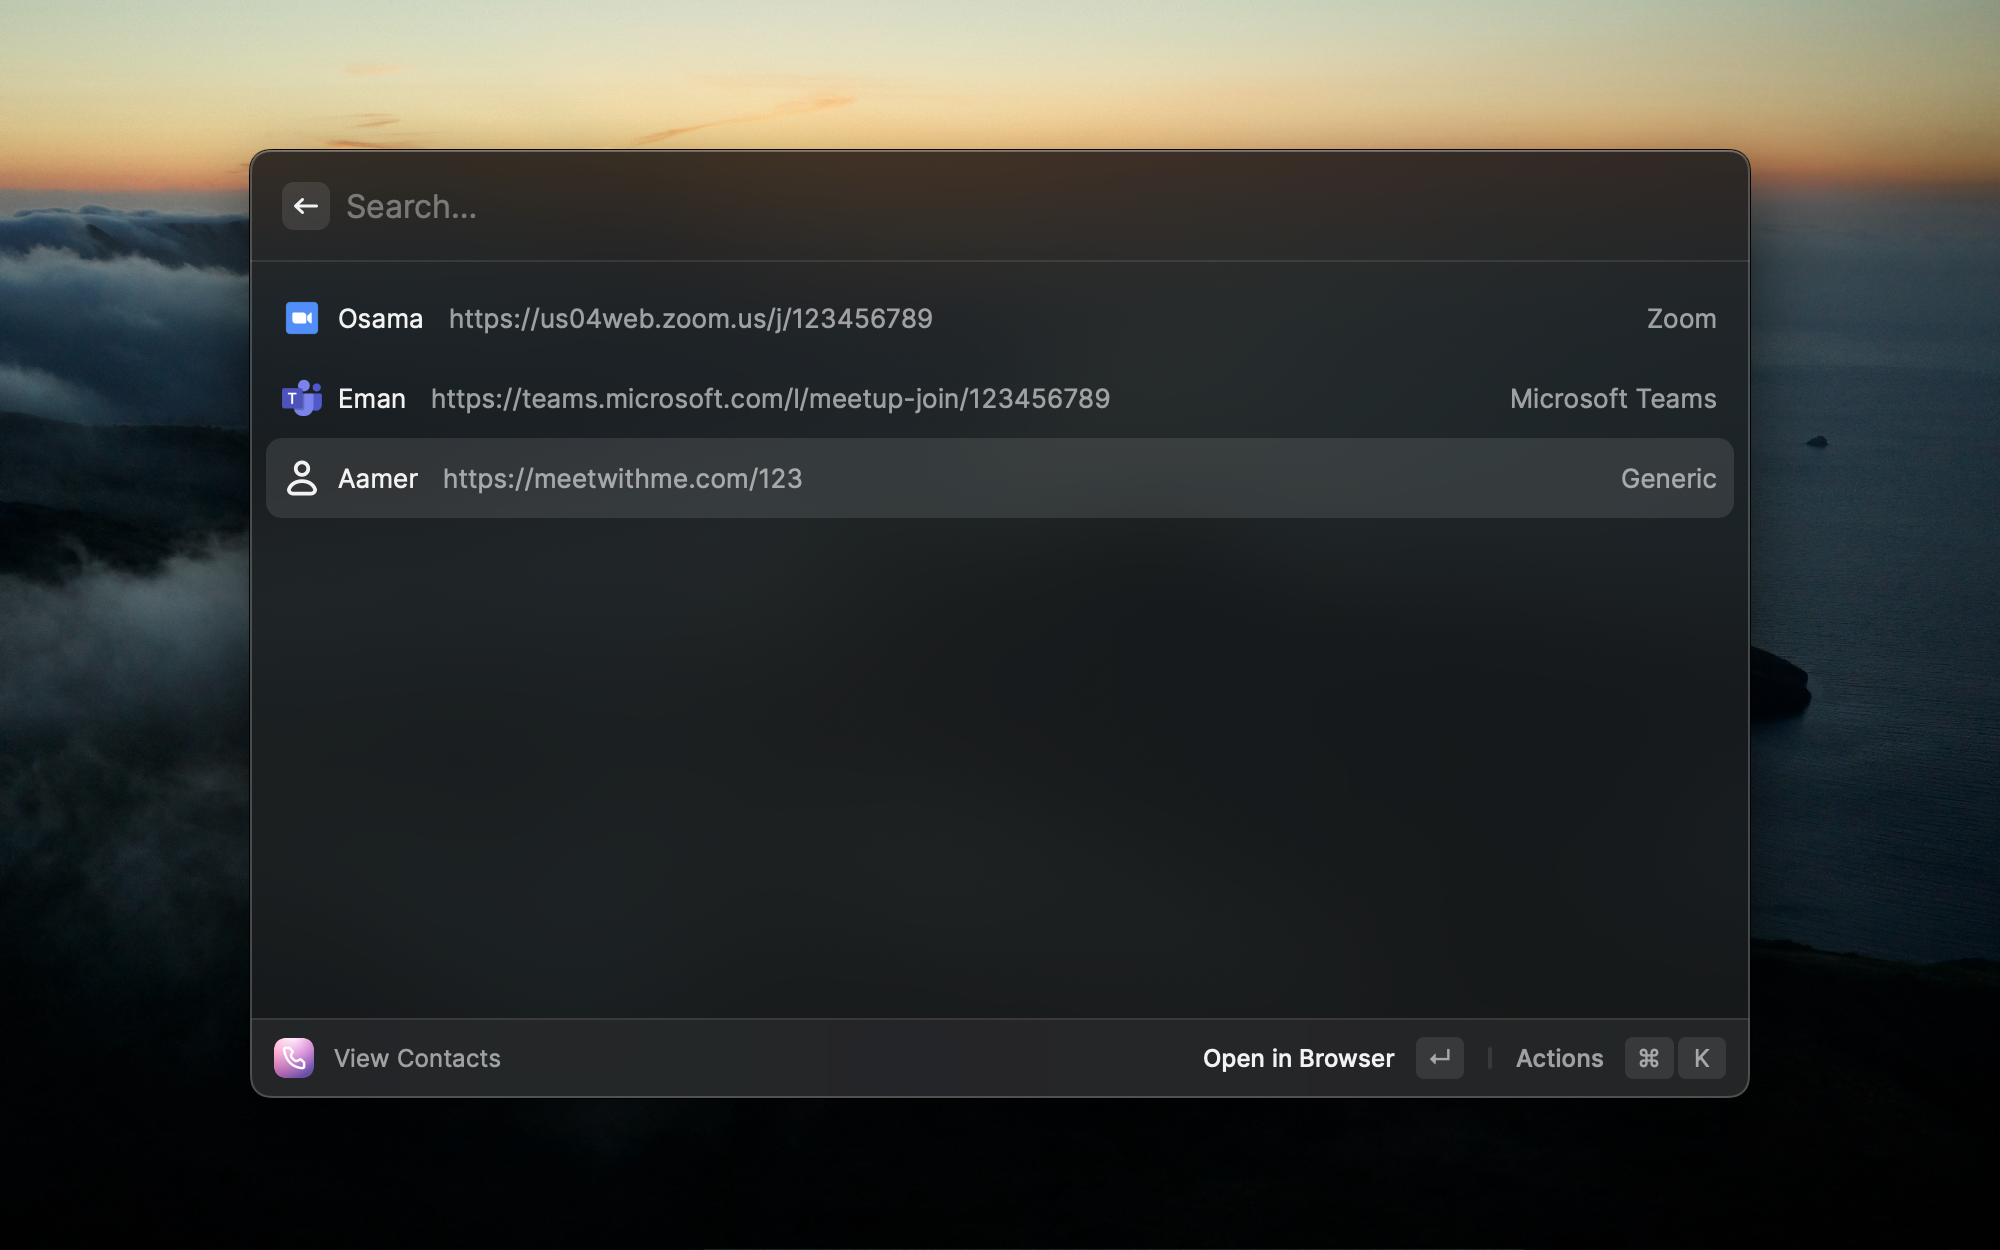 Search...
Osama https://us04web.zoom.us/j/123456789 Zoom
T Eman https://teams.microsoft.com/l/meetup-join/123456789 Microsoft Teams
Aamer https://meetwithme.com/123 Generic
View Contacts Open in Browser ↵ Actions ⌘ K